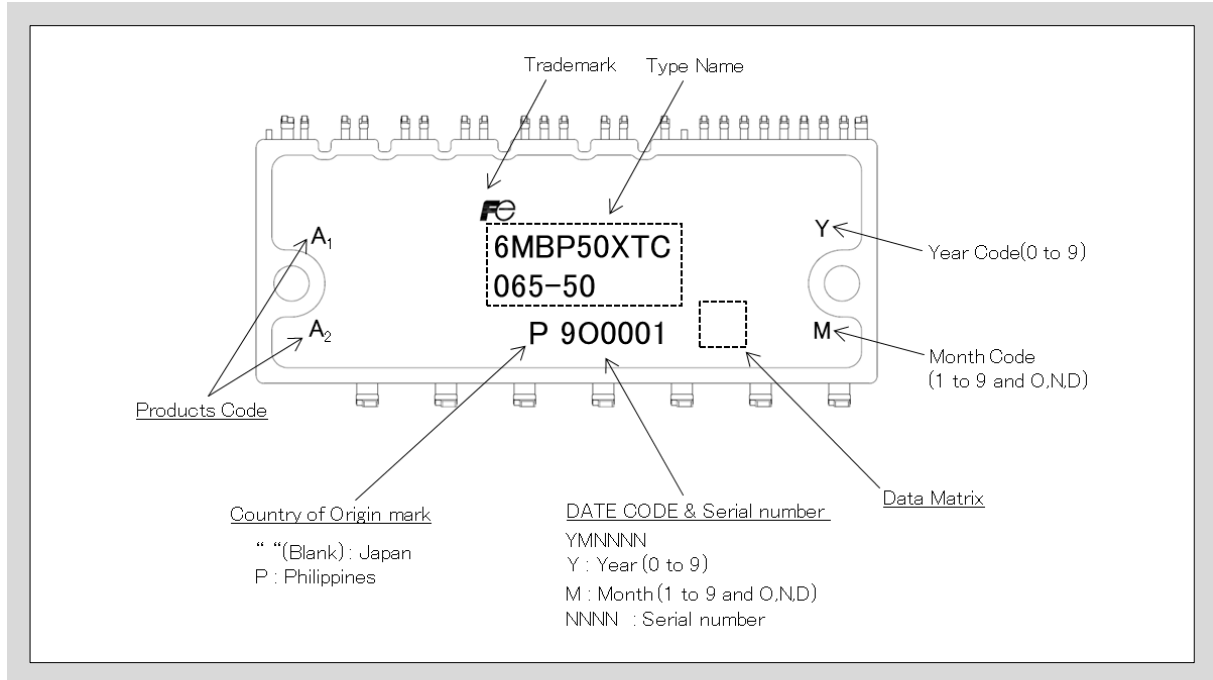 Trademark
Type Name
Fe
6MBP50XTC
065-50
P 9O0001
A₁
A₂
Y
M
Year Code(0 to 9)
Month Code
(1 to 9 and O,N,D)
Products Code
Country of Origin mark
“ “(Blank) : Japan
P : Philippines
DATE CODE & Serial number
YMNNNN
Y : Year (0 to 9)
M : Month (1 to 9 and O,N,D)
NNNN : Serial number
Data Matrix